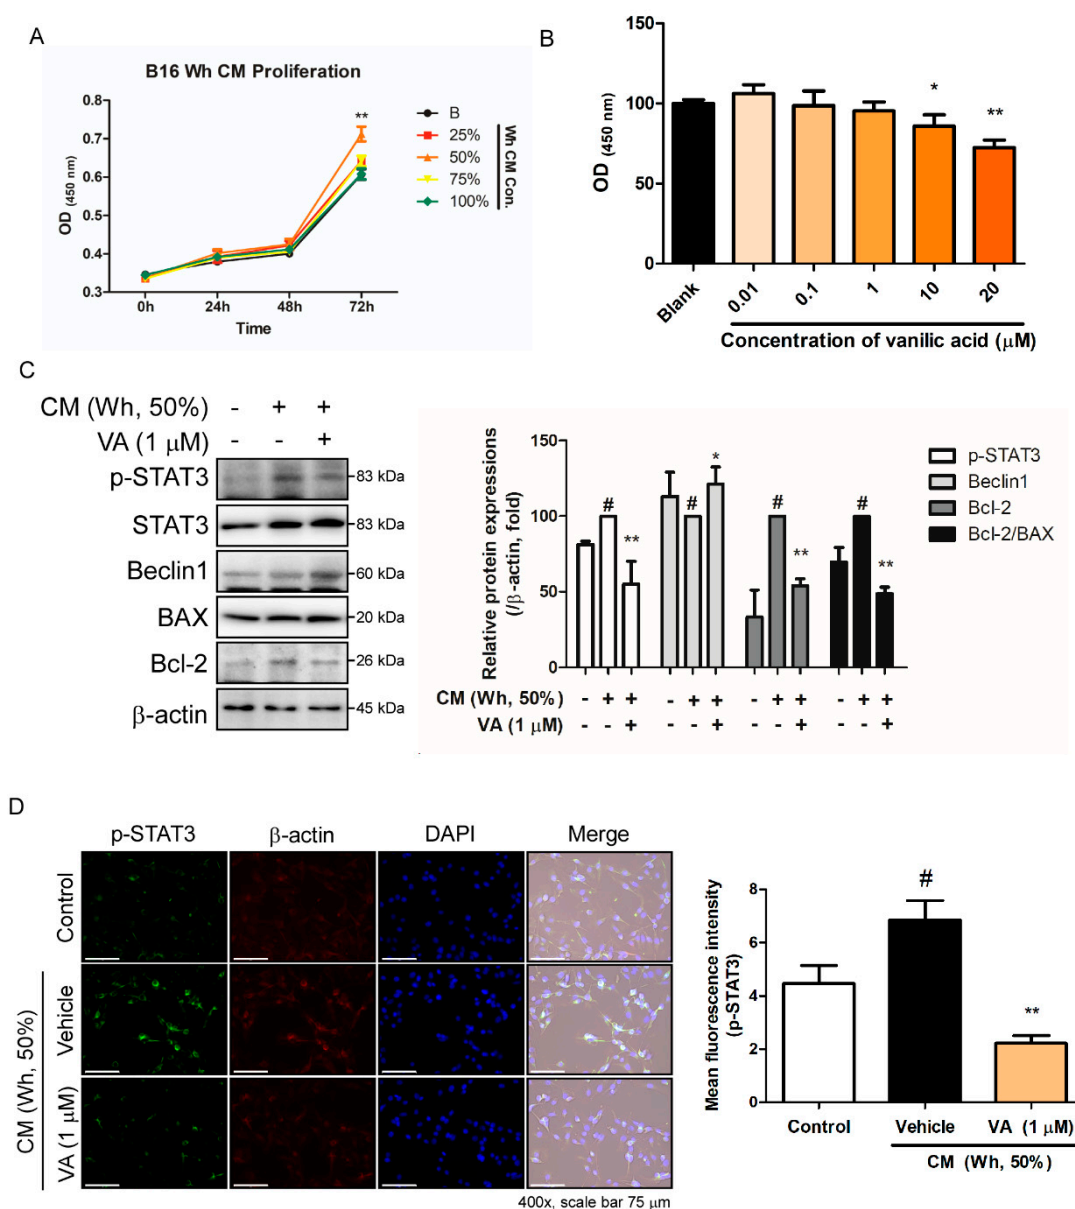 A
B16 Wh CM Proliferation
0.8
0.7
0.6
0.5
0.4
0.3
OD (450 nm)
0h 24h 48h 72h
Time
**
B
25%
50%
75%
100%
Wh CM Con.
B
150
100
50
0
OD (450 nm)
* **
Blank 0.01 0.1 1 10 20
Concentration of vanilic acid (μM)
C
CM (Wh, 50%) - + +
VA (1 μM) - - +
p-STAT3 83 kDa
STAT3 83 kDa
Beclin1 60 kDa
BAX 20 kDa
Bcl-2 26 kDa
β-actin 45 kDa
Relative protein expressions
(/β-actin, fold)
150
100
50
0
# ** # * # ** # **
p-STAT3
Beclin1
Bcl-2
Bcl-2/BAX
CM (Wh, 50%) - + + - + + - + + - + +
VA (1 μM) - - + - - + - - + - - +
D
p-STAT3 β-actin DAPI Merge
Control
Vehicle
VA (1 μM)
CM (Wh, 50%)
400x, scale bar 75 μm
Mean fluorescence intensity
(p-STAT3)
8
6
4
2
0
# **
Control Vehicle VA (1 μM)
CM (Wh, 50%)